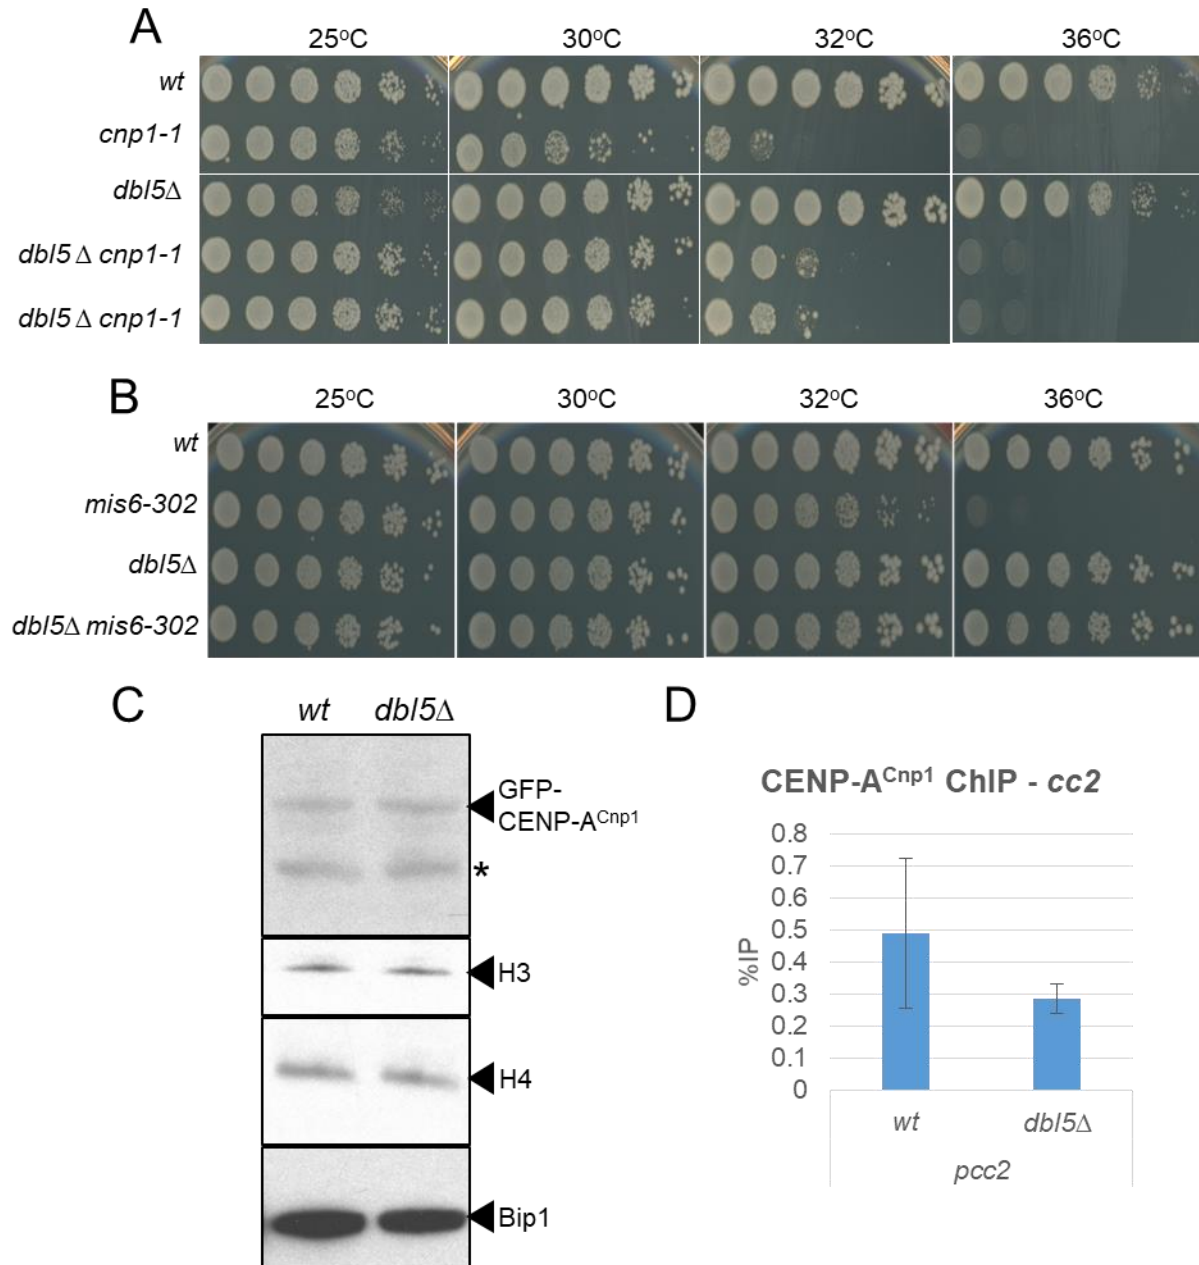 A
25°C 30°C 32°C 36°C
wt
cnp1-1
dbl5Δ
dbl5Δ cnp1-1
dbl5Δ cnp1-1
B
25°C 30°C 32°C 36°C
wt
mis6-302
dbl5Δ
dbl5Δ mis6-302
C
wt dbl5Δ
GFP-
CENP-A^Cnp1
*
H3
H4
Bip1
D
CENP-A^Cnp1 ChIP - cc2
%IP
0.8
0.7
0.6
0.5
0.4
0.3
0.2
0.1
0
wt dbl5Δ
pcc2